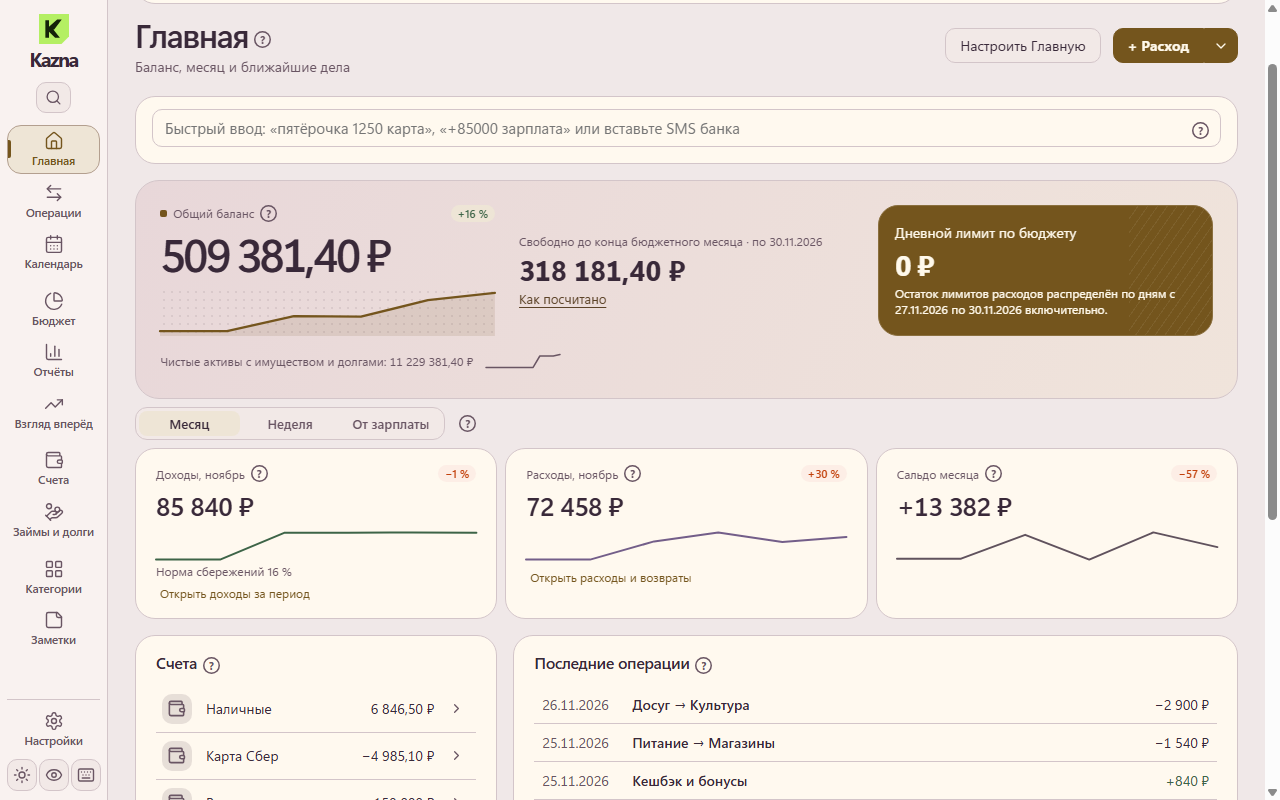 Kazna
Главная
Операции
Календарь
Бюджет
Отчёты
Взгляд вперёд
Счета
Займы и долги
Категории
Заметки
Настройки
Главная ?
Баланс, месяц и ближайшие дела
Настроить Главную
+ Расход
Быстрый ввод: «пятёрочка 1250 карта», «+85000 зарплата» или вставьте SMS банка ?
Общий баланс ? +16 %
509 381,40 ₽
Чистые активы с имуществом и долгами: 11 229 381,40 ₽
Свободно до конца бюджетного месяца · по 30.11.2026
318 181,40 ₽
Как посчитано
Дневной лимит по бюджету
0 ₽
Остаток лимитов расходов распределён по дням с
27.11.2026 по 30.11.2026 включительно.
Месяц Неделя От зарплаты ?
Доходы, ноябрь ? −1 %
85 840 ₽
Норма сбережений 16 %
Открыть доходы за период
Расходы, ноябрь ? +30 %
72 458 ₽
Открыть расходы и возвраты
Сальдо месяца ? −57 %
+13 382 ₽
Счета ?
Наличные 6 846,50 ₽
Карта Сбер −4 985,10 ₽
Последние операции ?
26.11.2026 Досуг → Культура −2 900 ₽
25.11.2026 Питание → Магазины −1 540 ₽
25.11.2026 Кешбэк и бонусы +840 ₽